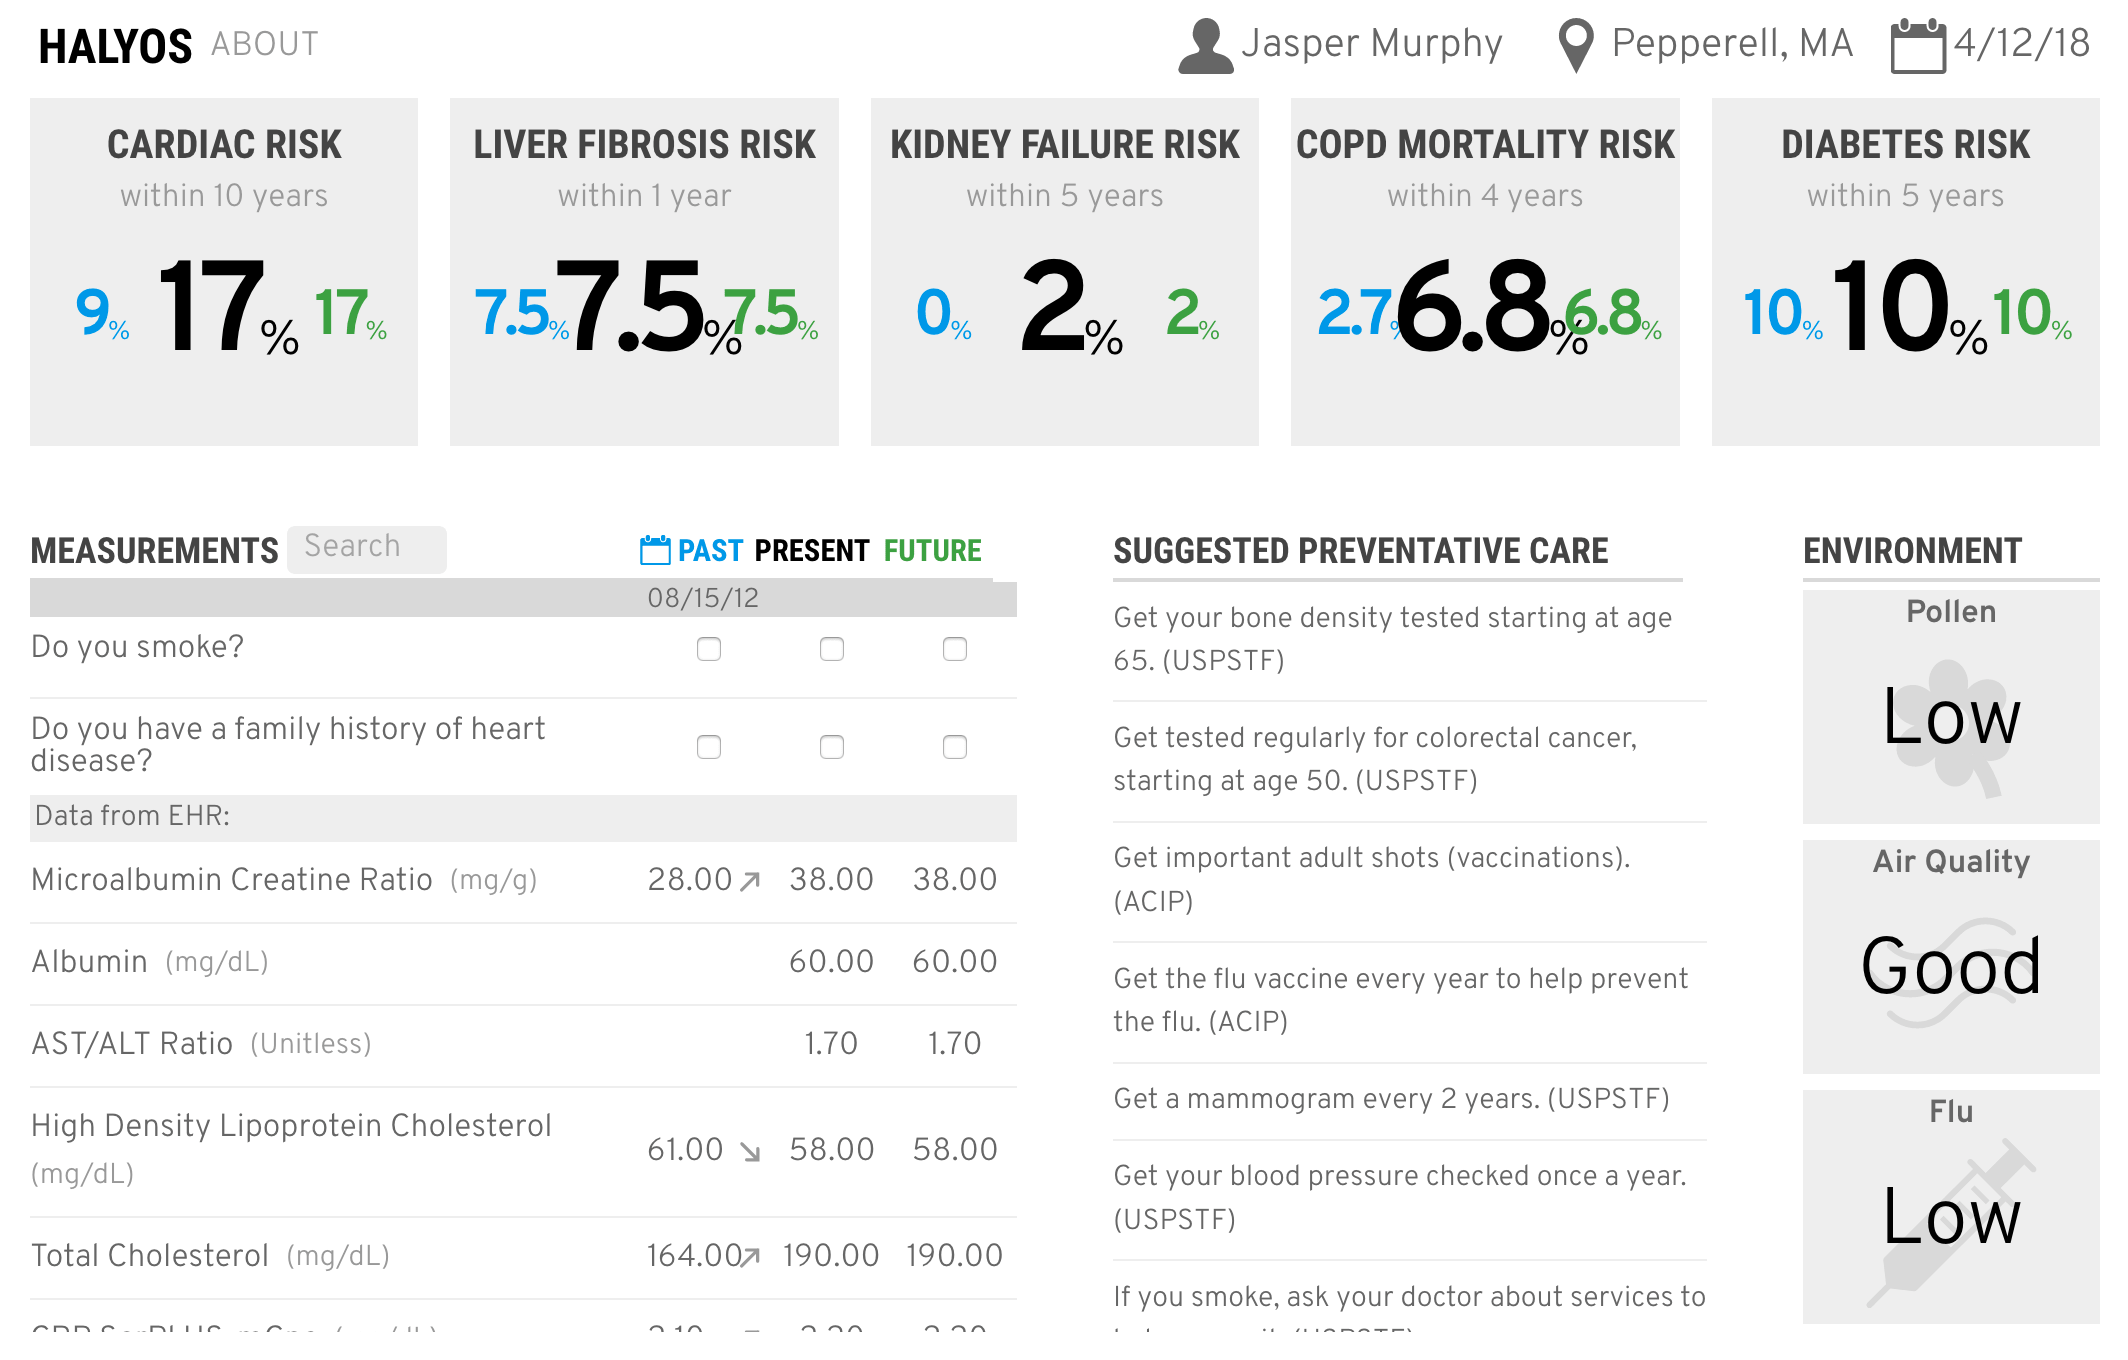 HALYOS ABOUT Jasper Murphy Pepperell, MA 4/12/18
CARDIAC RISK
within 10 years
9% 17% 17%
LIVER FIBROSIS RISK
within 1 year
7.5% 7.5% 7.5%
KIDNEY FAILURE RISK
within 5 years
0% 2% 2%
COPD MORTALITY RISK
within 4 years
2.7% 6.8% 6.8%
DIABETES RISK
within 5 years
10% 10% 10%
MEASUREMENTS Search PAST PRESENT FUTURE
08/15/12
Do you smoke?
Do you have a family history of heart
disease?
Data from EHR:
Microalbumin Creatine Ratio (mg/g) 28.00 38.00 38.00
Albumin (mg/dL) 60.00 60.00
AST/ALT Ratio (Unitless) 1.70 1.70
High Density Lipoprotein Cholesterol
(mg/dL) 61.00 58.00 58.00
Total Cholesterol (mg/dL) 164.00 190.00 190.00
SUGGESTED PREVENTATIVE CARE
Get your bone density tested starting at age
65. (USPSTF)
Get tested regularly for colorectal cancer,
starting at age 50. (USPSTF)
Get important adult shots (vaccinations).
(ACIP)
Get the flu vaccine every year to help prevent
the flu. (ACIP)
Get a mammogram every 2 years. (USPSTF)
Get your blood pressure checked once a year.
(USPSTF)
If you smoke, ask your doctor about services to
ENVIRONMENT
Pollen
Low
Air Quality
Good
Flu
Low